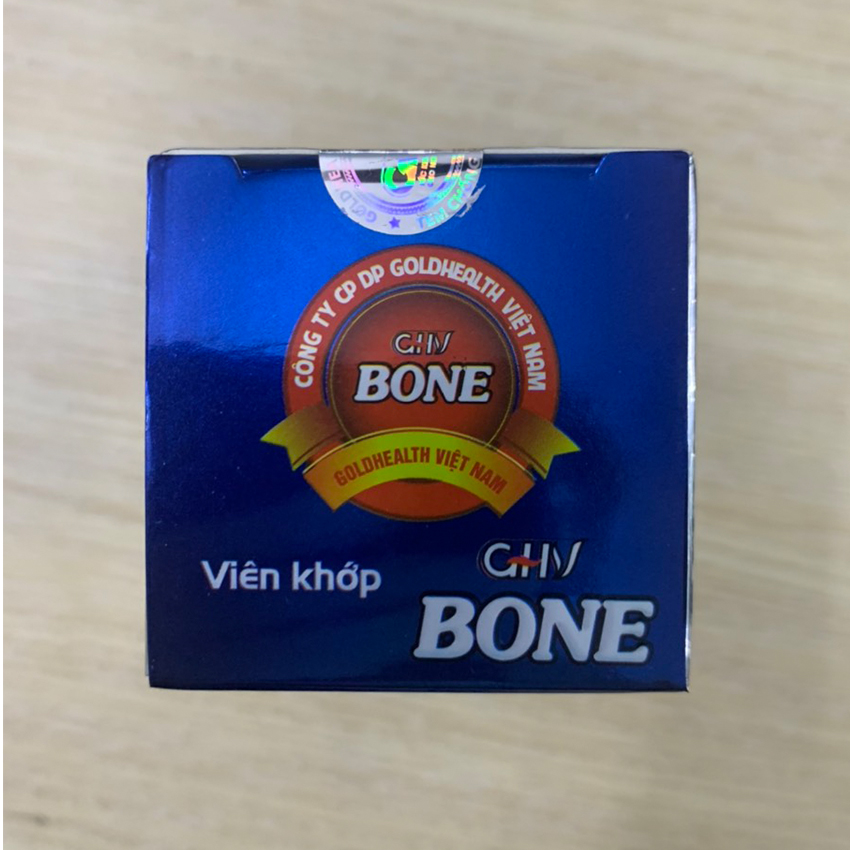 CÔNG TY CP DP GOLDHEALTH VIỆT NAM
GHV
BONE
GOLDHEALTH VIỆT NAM
Viên khớp
GHV
BONE